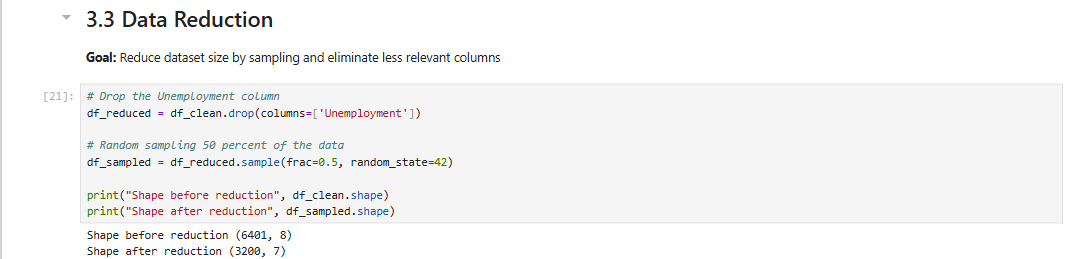 3.3 Data Reduction
Goal: Reduce dataset size by sampling and eliminate less relevant columns
[21]:
# Drop the Unemployment column
df_reduced = df_clean.drop(columns=['Unemployment'])
# Random sampling 50 percent of the data
df_sampled = df_reduced.sample(frac=0.5, random_state=42)
print("Shape before reduction", df_clean.shape)
print("Shape after reduction", df_sampled.shape)
Shape before reduction (6401, 8)
Shape after reduction (3200, 7)